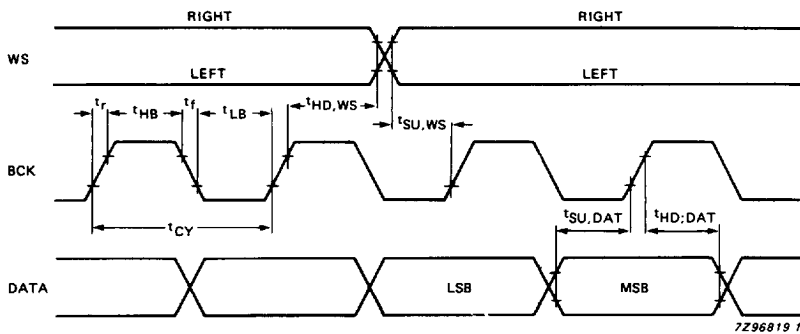 RIGHT RIGHT
WS
LEFT LEFT
tr tHB tf tLB tHD,WS
tSU,WS
BCK
tCY
tSU,DAT tHD;DAT
DATA LSB MSB
7Z96819.1